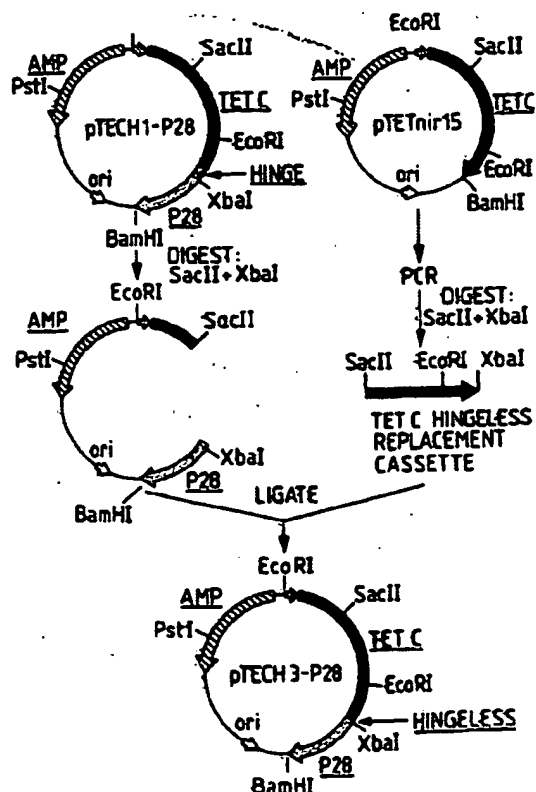 SacII
AMP
PstI
TET C
pTECH1-P28
EcoRI
HINGE
ori
XbaI
P28
BamHI
DIGEST:
SacII+XbaI
EcoRI
SacII
AMP
PstI
TETC
pTETnir15
EcoRI
ori
BamHI
PCR
DIGEST:
SacII+XbaI
SacII EcoRI XbaI
TET C HINGELESS
REPLACEMENT
CASSETTE
EcoRI
SacII
AMP
PstI
ori
XbaI
P28
BamHI
LIGATE
EcoRI
SacII
AMP
PstI
TET C
pTECH3-P28
EcoRI
HINGELESS
ori
XbaI
P28
BamHI